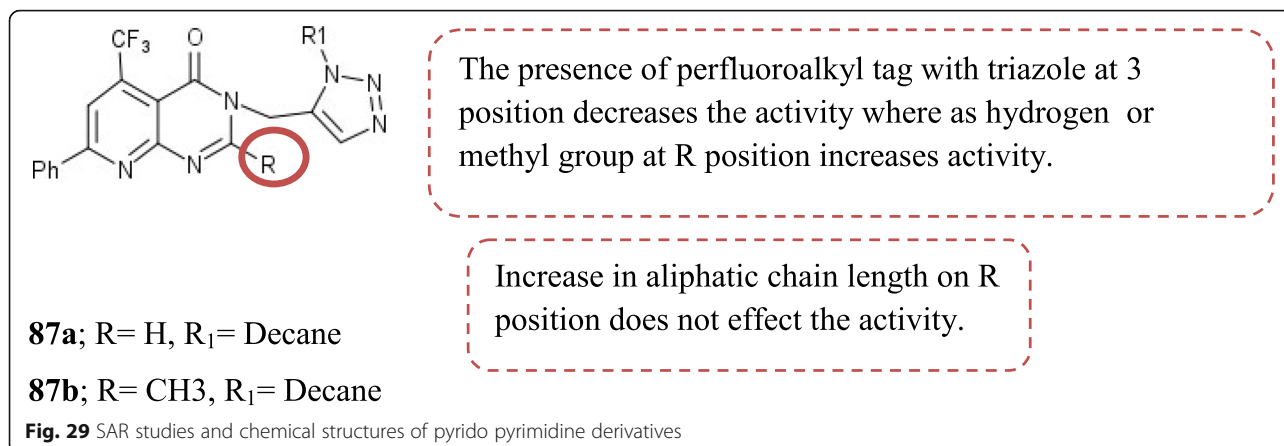 CF3
O
R1
N
N
N
N
Ph
N
N
R
The presence of perfluoroalkyl tag with triazole at 3
position decreases the activity where as hydrogen or
methyl group at R position increases activity.
Increase in aliphatic chain length on R
position does not effect the activity.
87a; R= H, R1= Decane
87b; R= CH3, R1= Decane
Fig. 29 SAR studies and chemical structures of pyrido pyrimidine derivatives